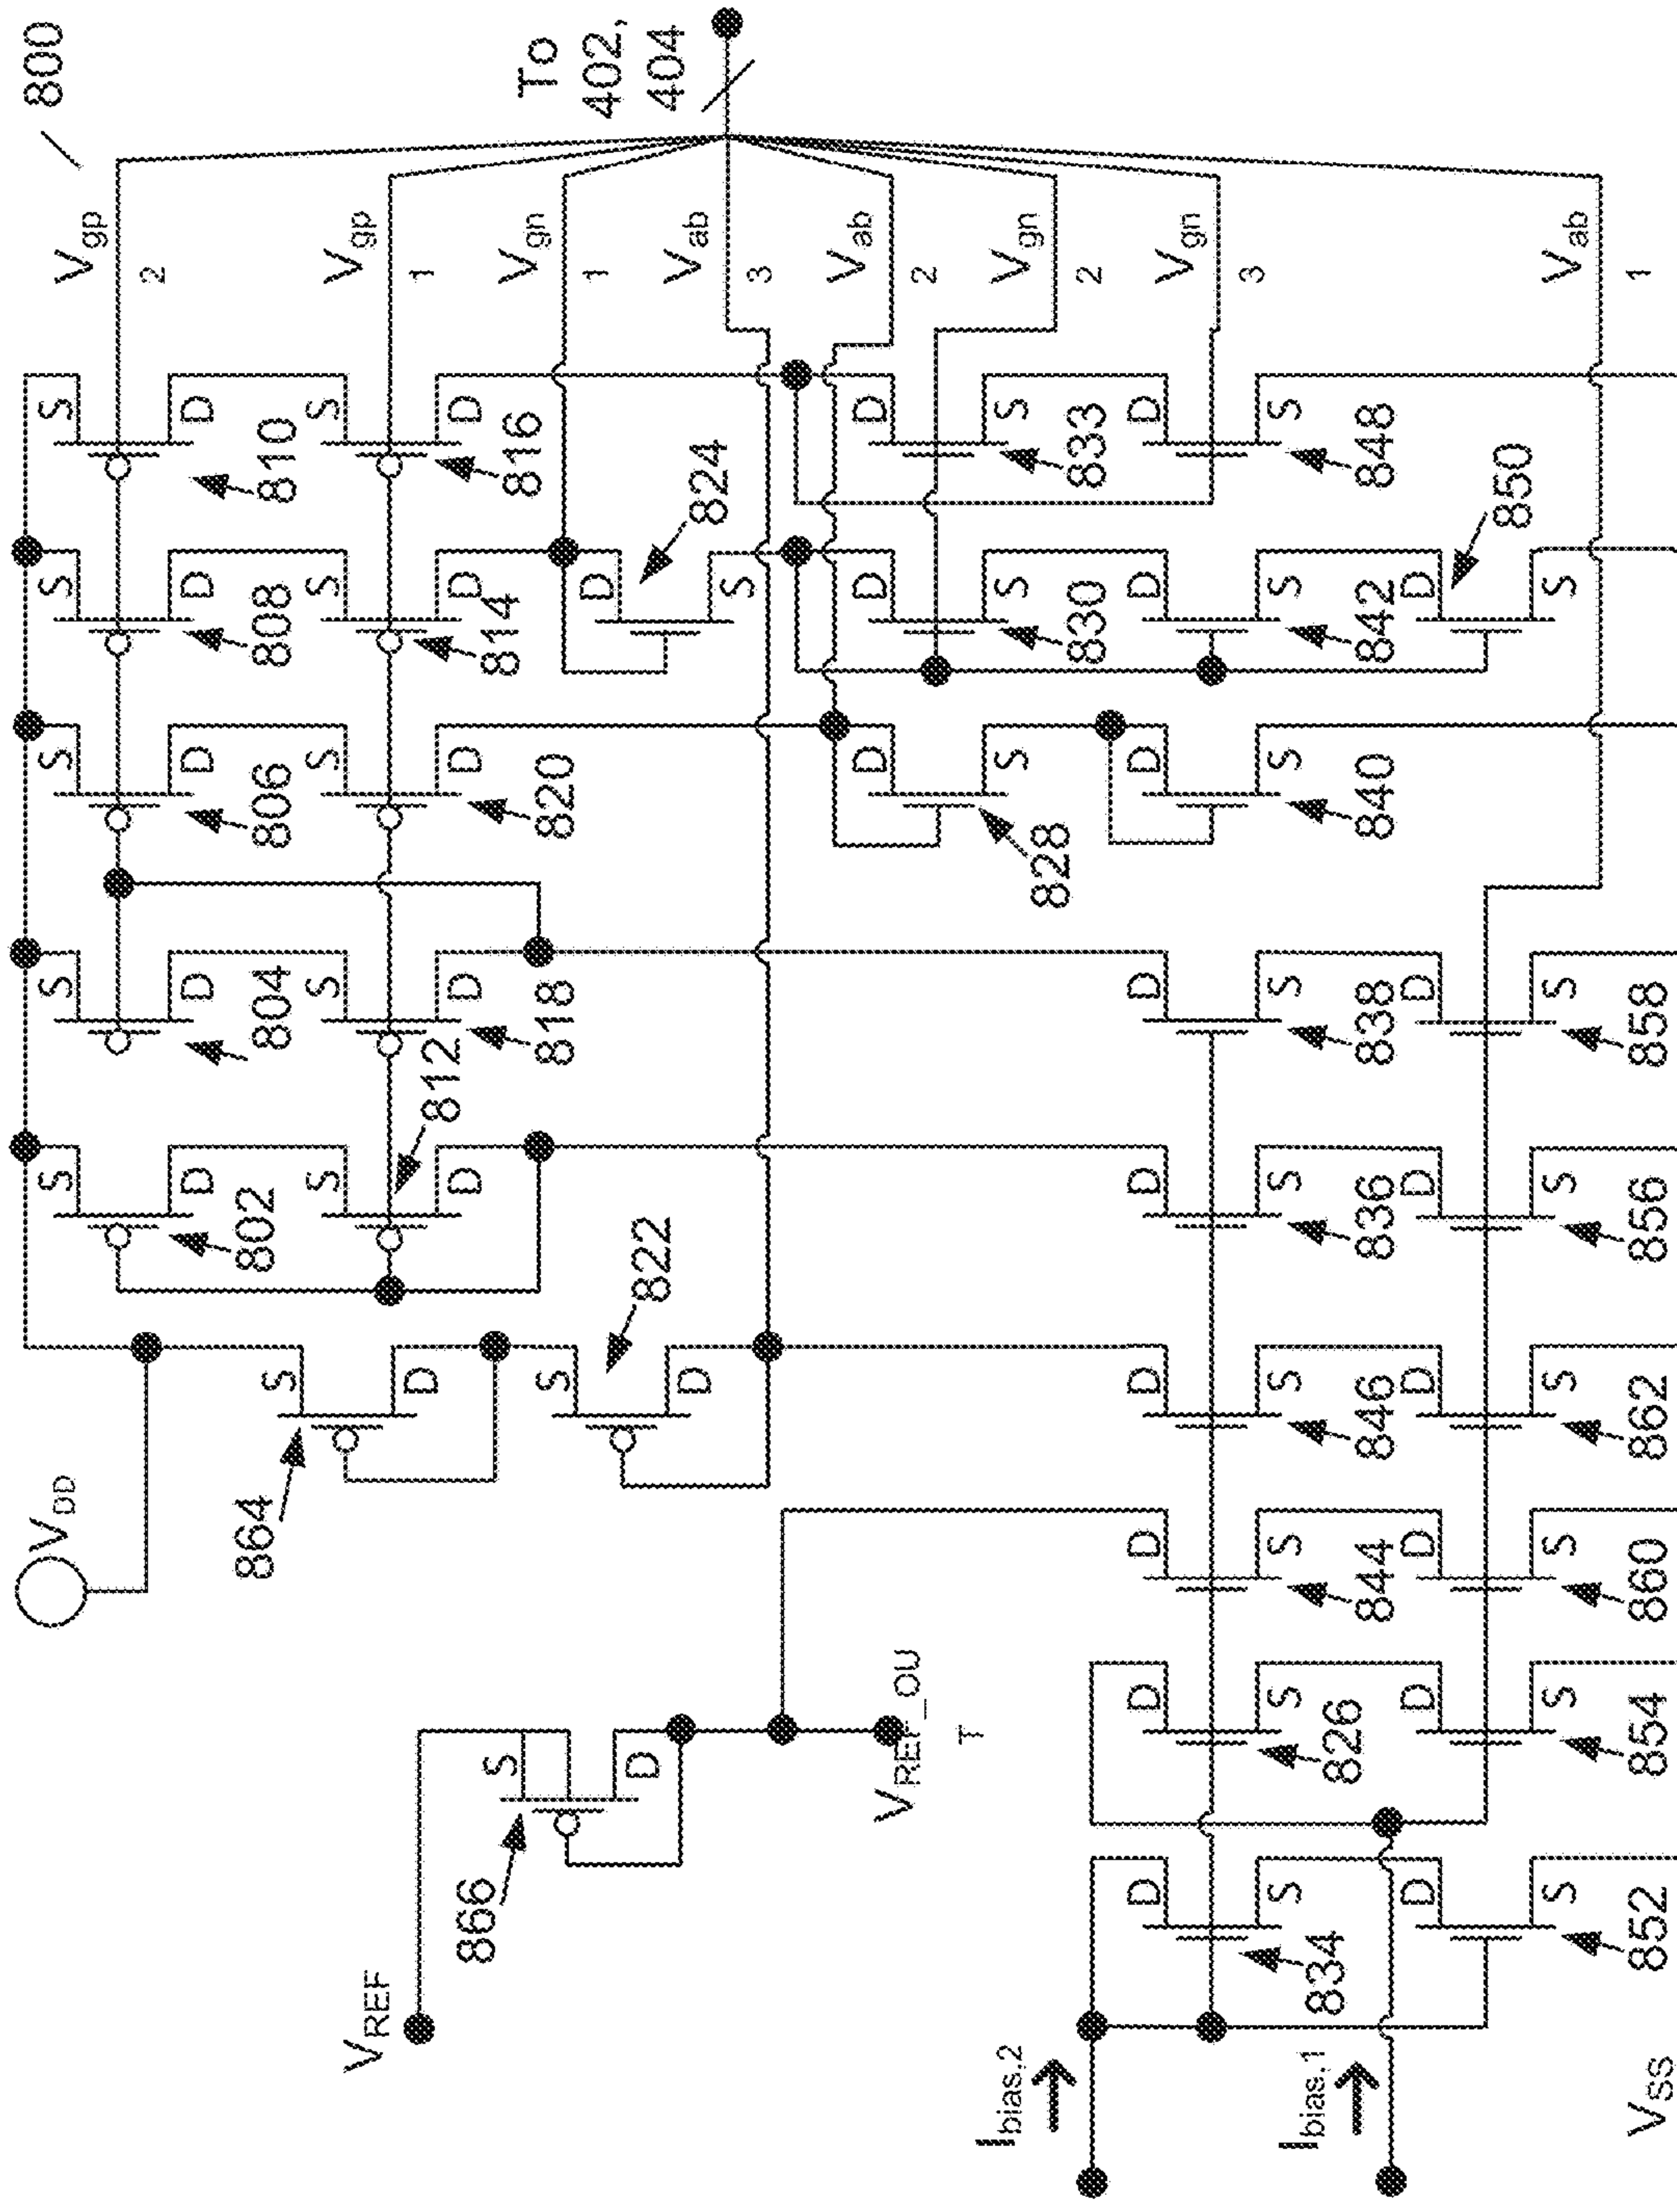 800
To
402,
404
V_gp
2
V_gp
1
V_gn
1
V_ab
3
V_ab
2
V_gn
2
V_gn
3
V_ab
1
V_DD
S
S
S
S
S
D
D
D
D
D
802
804
806
808
810
S
D
864
S
S
S
S
S
D
D
D
D
D
812
818
820
814
816
S
D
822
D
S
824
V_REF
S
D
866
V_REF_OU
T
D
S
828
D
S
830
D
S
833
I_bias,2
I_bias,1
D
S
834
D
S
826
D
S
844
D
S
846
D
S
836
D
S
838
D
S
840
D
S
842
D
S
848
D
S
852
D
S
854
D
S
860
D
S
862
D
S
856
D
S
858
D
S
850
V_SS